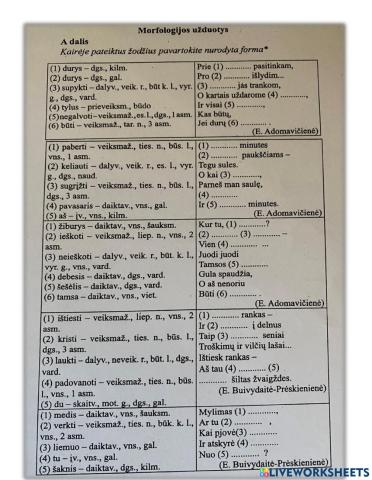 Morfologijos užduotys
A dalis
Kairėje pateiktus žodžius pavartokite nurodyta forma*
(1) durys – dgs., kilm.
(2) durys – dgs., gal.
(3) supykti – dalyv., veik. r., būt k. l., vyr.
g., dgs., vard.
(4) tylus – prieveiksm., būdo
(5) negalvoti – veiksmaž., es. l., dgs., 1 asm.
(6) būti – veiksmaž., tar. n., 3 asm.
Prie (1) ........... pasitinkam,
Pro (2) ........... išlydim...
(3) ............ jas trankom,
O kartais uždarome (4) ..........,
Ir visai (5) ...........,
Kas būtų,
Jei durų (6) ............ .
(E. Adomavičienė)
(1) paberti – veiksmaž., ties. n., būs. l.,
vns., 1 asm.
(2) keliauti – dalyv., veik. r., es. l., vyr.
g., dgs., naud.
(3) sugrįžti – veiksmaž., ties. n., būs. l.,
dgs., 3 asm.
(4) pavasaris – daiktav., vns., gal.
(5) aš – įv., vns., kilm.
(1) ............ minutes
(2) ............ paukščiams –
Tegu sules.
O kai (3) ...........,
Parneš man saulę,
(4) ..............
Ir (5) ............ minutes.
(E. Adomavičienė)
(1) žiburys – daiktav., vns., šauksm.
(2) ieškoti – veiksmaž., liep. n., vns., 2
asm.
(3) neieškoti – dalyv., veik. r., būt. k. l.,
vyr. g., vns., vard.
(4) debesis – daiktav., dgs., vard.
(5) šešėlis – daiktav., dgs., vard.
(6) tamsa – daiktav., vns., viet.
Kur tu, (1) ...........?
(2) ............ (3) ............ –
Vien (4) ........... ...
Juodi juodi
Tamsos (5) ...........
Gula spaudžia,
O aš nenoriu
Būti (6) ............ .
(E. Adomavičienė)
(1) ištiesti – veiksmaž., liep. n., vns., 2
asm.
(2) kristi – veiksmaž., ties. n., būs. l.,
dgs., 3 asm.
(3) laukti – dalyv., neveik. r., būt. l., dgs.,
vard.
(4) padovanoti – veiksmaž., ties. n., būs.
l., vns., 1 asm.
(5) du – skaitv., mot. g., dgs., gal.
(1) ........... rankas –
Ir (2) ........... į delnus
Taip (3) ........... seniai
Troškimų ir vilčių lašai...
Ištiesk rankas –
Aš tau (4) ........... (5)
............ šiltas žvaigždes.
(E. Buivydaitė-Prėskienienė)
(1) medis – daiktav., vns., šauksm.
(2) verkti – veiksmaž., ties. n., būt. k. l.,
vns., 2 asm.
(3) liemuo – daiktav., vns., gal.
(4) tu – įv., vns., gal.
(5) šaknis – daiktav., dgs., kilm.
Mylimas (1) ...........,
Ar tu (2) ........... ,
Kai pjovė(3) ...........
Ir atskyrė (4) ...........
Nuo (5) ........... ?
(E. Buivydaitė-Prėskienienė)
LIVEWORKSHEETS